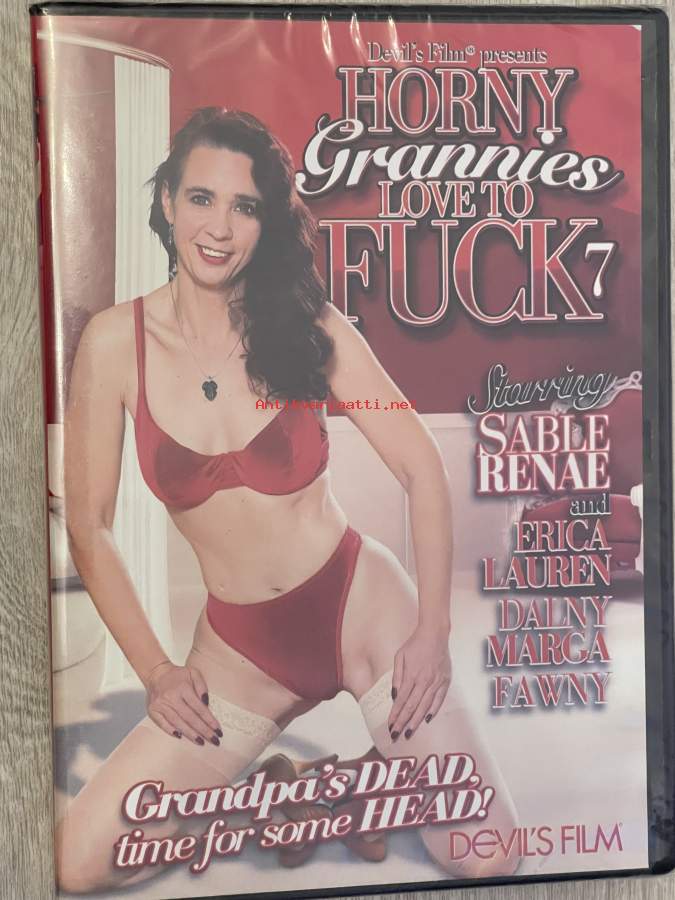 Devil's Film® presents
HORNY
Grannies
LOVE TO
FUCK 7
Starring
SABLE
RENAE
and
ERICA
LAUREN
DALNY
MARGA
FAWNY
Antikvariaatti.net
Grandpa's DEAD,
time for some HEAD!
DEVIL'S FILM